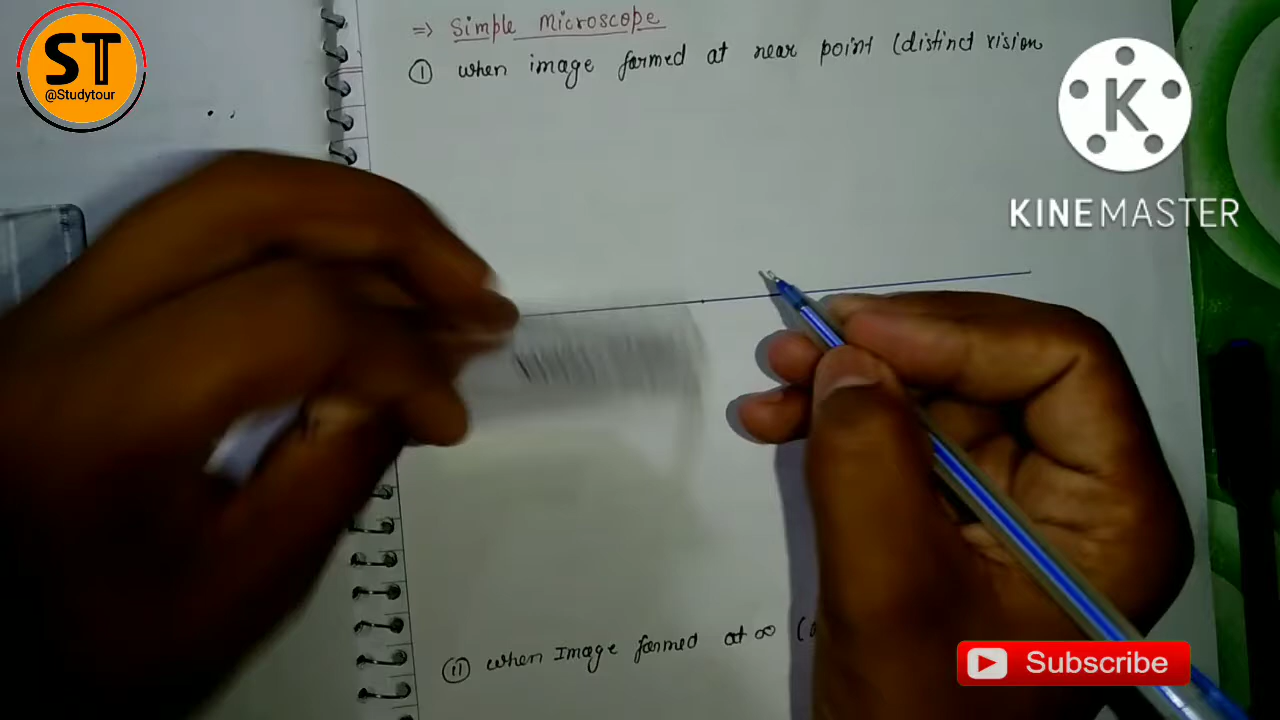 ST
@Studytour
⇒ Simple Microscope
① when image formed at near point (distinct vision
K
KINEMASTER
ⓘⓘ when Image formed at ∞ (
Subscribe